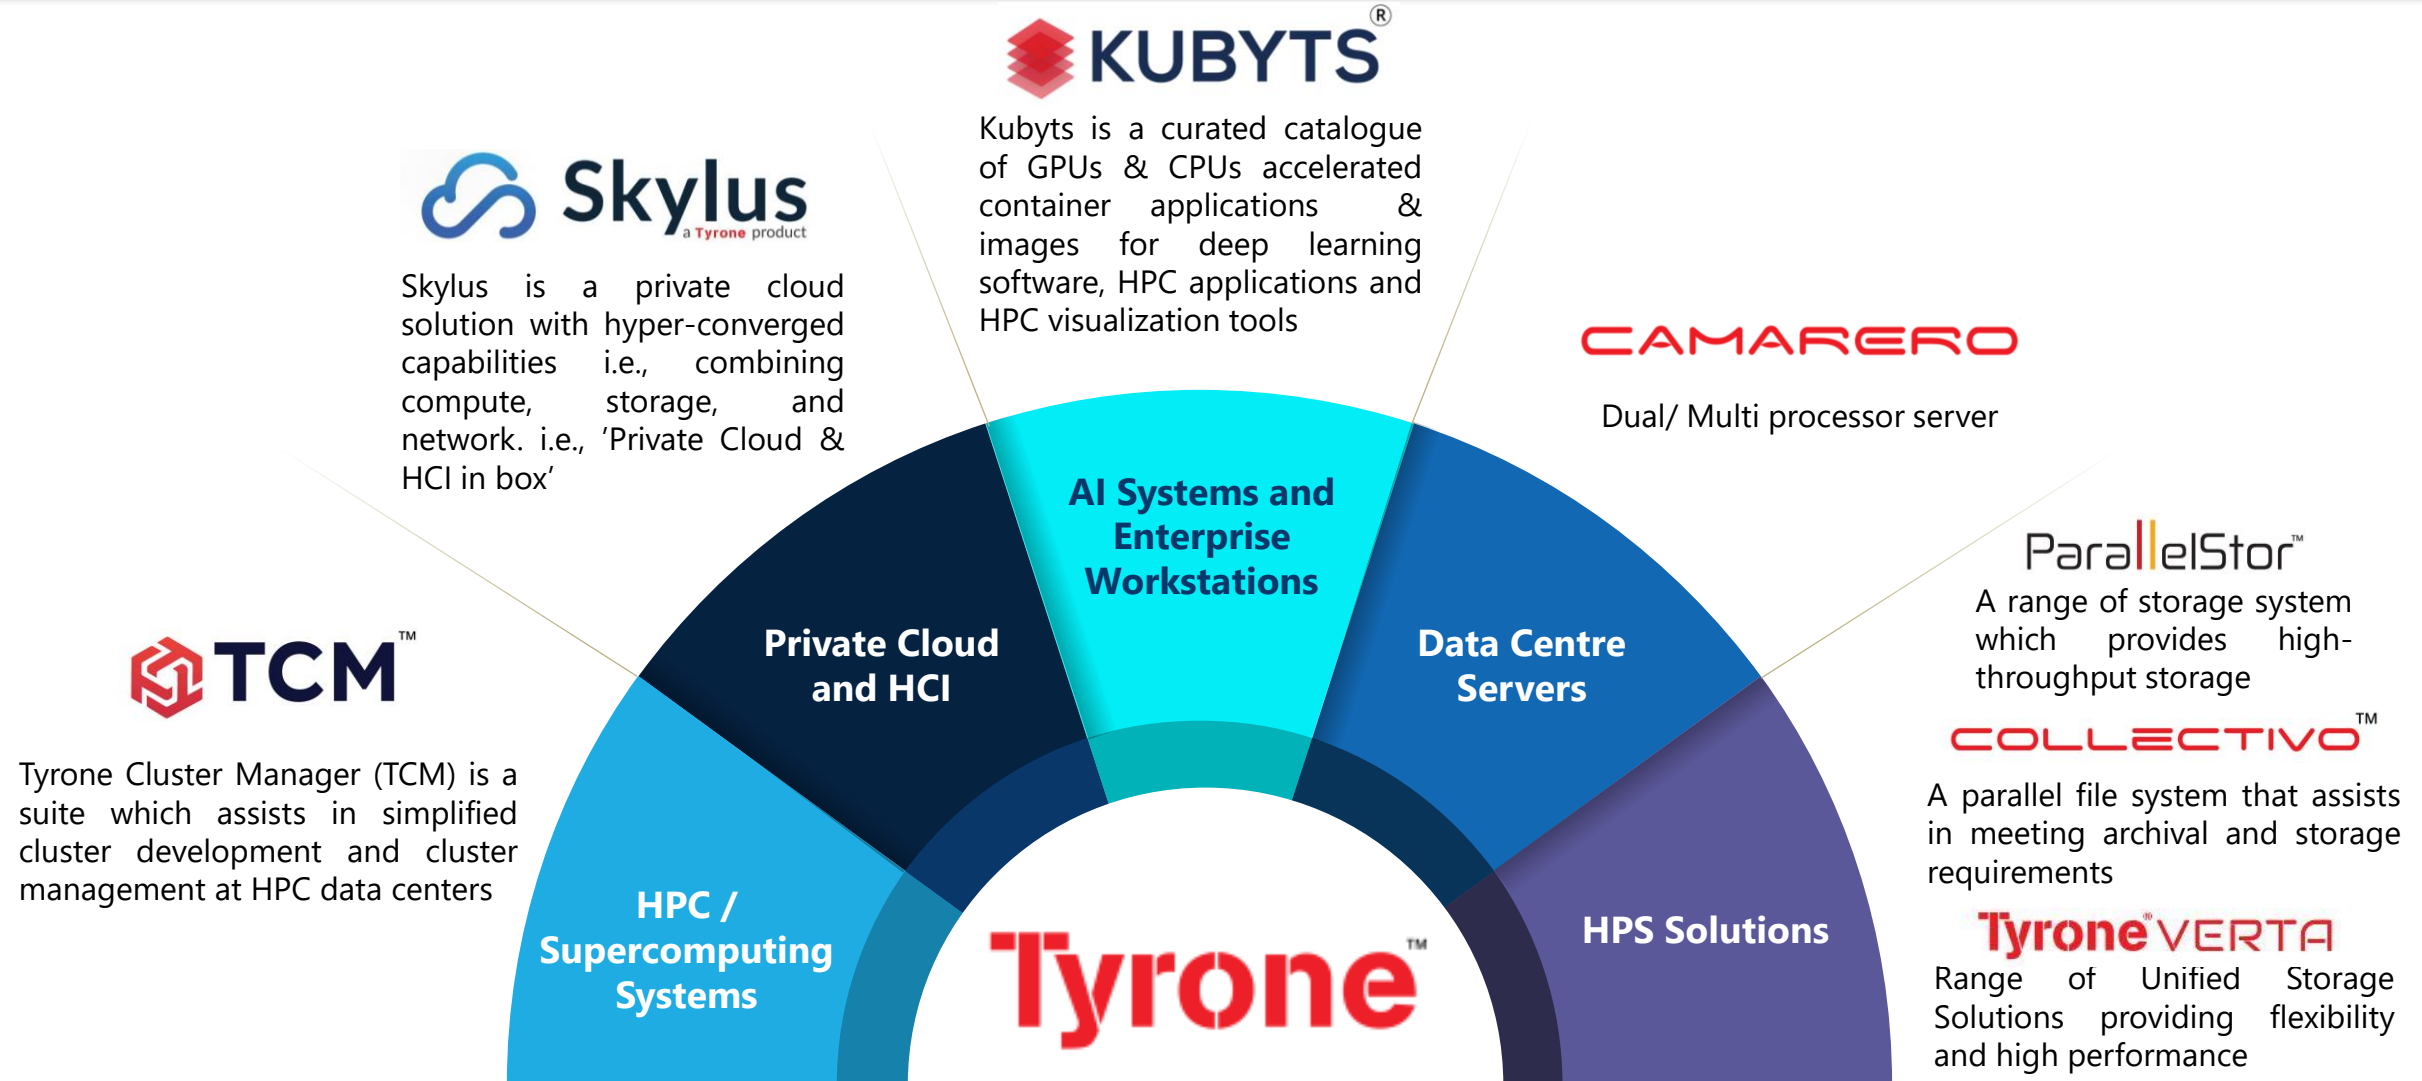 KUBYTS®
Kubyts is a curated catalogue
of GPUs & CPUs accelerated
container applications &
images for deep learning
software, HPC applications and
HPC visualization tools
Skylus
a Tyrone product
Skylus is a private cloud
solution with hyper-converged
capabilities i.e., combining
compute, storage, and
network. i.e., ’Private Cloud &
HCI in box’
CAMARERO
Dual/ Multi processor server
TCM™
Tyrone Cluster Manager (TCM) is a
suite which assists in simplified
cluster development and cluster
management at HPC data centers
ParallelStor™
A range of storage system
which provides high-
throughput storage
COLLECTIVO™
A parallel file system that assists
in meeting archival and storage
requirements
Tyrone® VERTA
Range of Unified Storage
Solutions providing flexibility
and high performance
HPC /
Supercomputing
Systems
Private Cloud
and HCI
AI Systems and
Enterprise
Workstations
Data Centre
Servers
HPS Solutions
Tyrone™